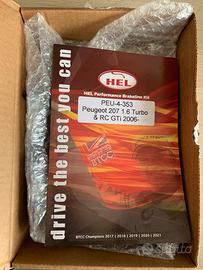 drive the best you can
HEL
HEL Performance Brakeline Kit
PEU-4-353
Peugeot 207 1.6 Turbo
& RC GTi 2006-
BTCC
BTCC Champions 2017 | 2018 | 2019 | 2020 | 2021
Subito